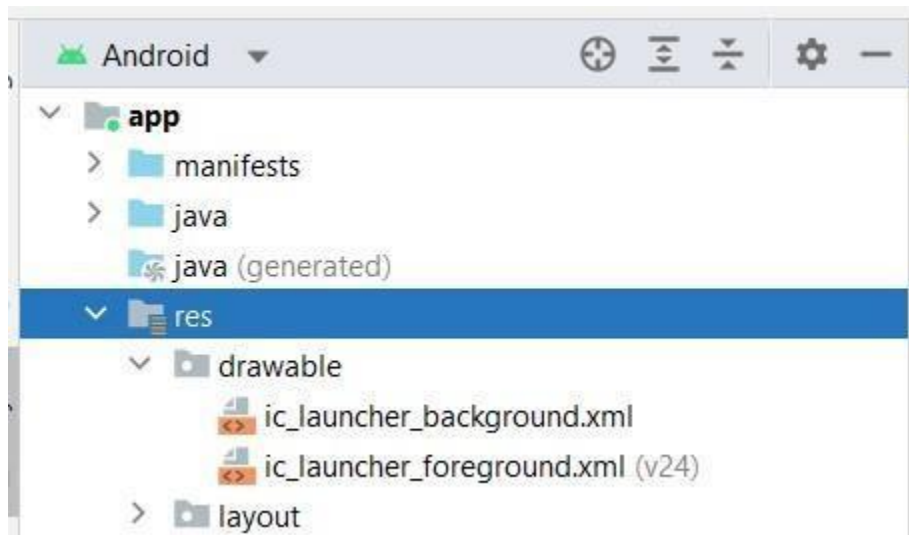 Android
app
manifests
java
java (generated)
res
drawable
ic_launcher_background.xml
ic_launcher_foreground.xml (v24)
layout